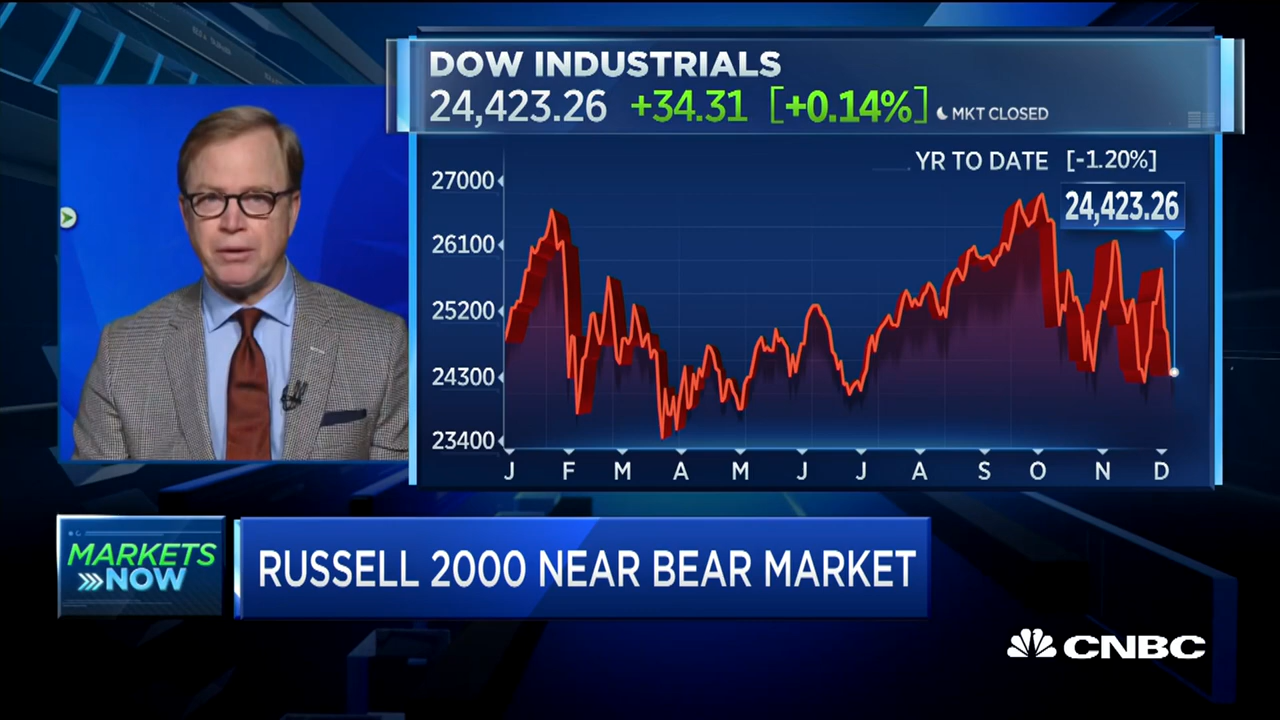 DOW INDUSTRIALS
24,423.26 +34.31 [+0.14%] MKT CLOSED
YR TO DATE [-1.20%]
24,423.26
27000
26100
25200
24300
23400
J F M A M J J A S O N D
MARKETS
NOW
RUSSELL 2000 NEAR BEAR MARKET
CNBC